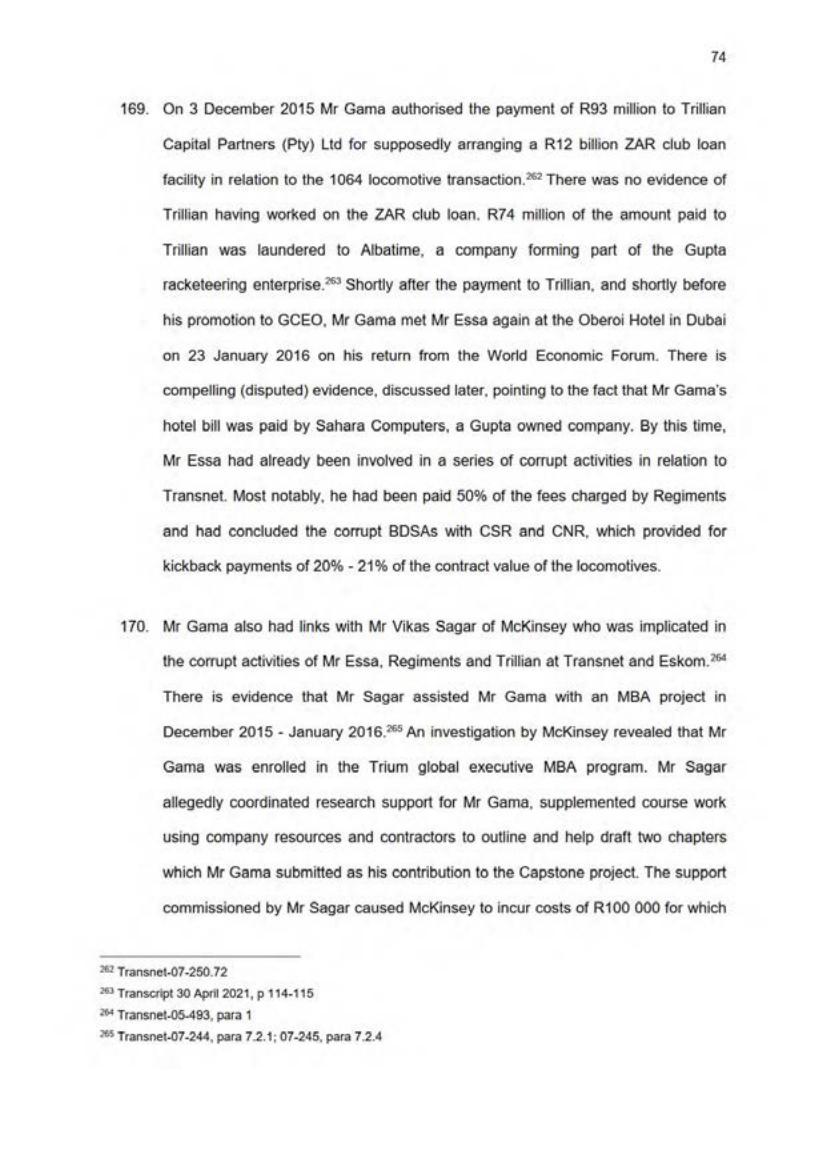 74
169. On 3 December 2015 Mr Gama authorised the payment of R93 million to Trillian
Capital Partners (Pty) Ltd for supposedly arranging a R12 billion ZAR club loan
facility in relation to the 1064 locomotive transaction.262 There was no evidence of
Trillian having worked on the ZAR club loan. R74 million of the amount paid to
Trillian was laundered to Albatime, a company forming part of the Gupta
racketeering enterprise.263 Shortly after the payment to Trillian, and shortly before
his promotion to GCEO, Mr Gama met Mr Essa again at the Oberoi Hotel in Dubai
on 23 January 2016 on his return from the World Economic Forum. There is
compelling (disputed) evidence, discussed later, pointing to the fact that Mr Gama's
hotel bill was paid by Sahara Computers, a Gupta owned company. By this time,
Mr Essa had already been involved in a series of corrupt activities in relation to
Transnet. Most notably, he had been paid 50% of the fees charged by Regiments
and had concluded the corrupt BDSAs with CSR and CNR, which provided for
kickback payments of 20% - 21% of the contract value of the locomotives.
170. Mr Gama also had links with Mr Vikas Sagar of McKinsey who was implicated in
the corrupt activities of Mr Essa, Regiments and Trillian at Transnet and Eskom.264
There is evidence that Mr Sagar assisted Mr Gama with an MBA project in
December 2015 - January 2016.265 An investigation by McKinsey revealed that Mr
Gama was enrolled in the Trium global executive MBA program. Mr Sagar
allegedly coordinated research support for Mr Gama, supplemented course work
using company resources and contractors to outline and help draft two chapters
which Mr Gama submitted as his contribution to the Capstone project. The support
commissioned by Mr Sagar caused McKinsey to incur costs of R100 000 for which
262 Transnet-07-250.72
263 Transcript 30 April 2021, p 114-115
264 Transnet-05-493, para 1
265 Transnet-07-244, para 7.2.1; 07-245, para 7.2.4